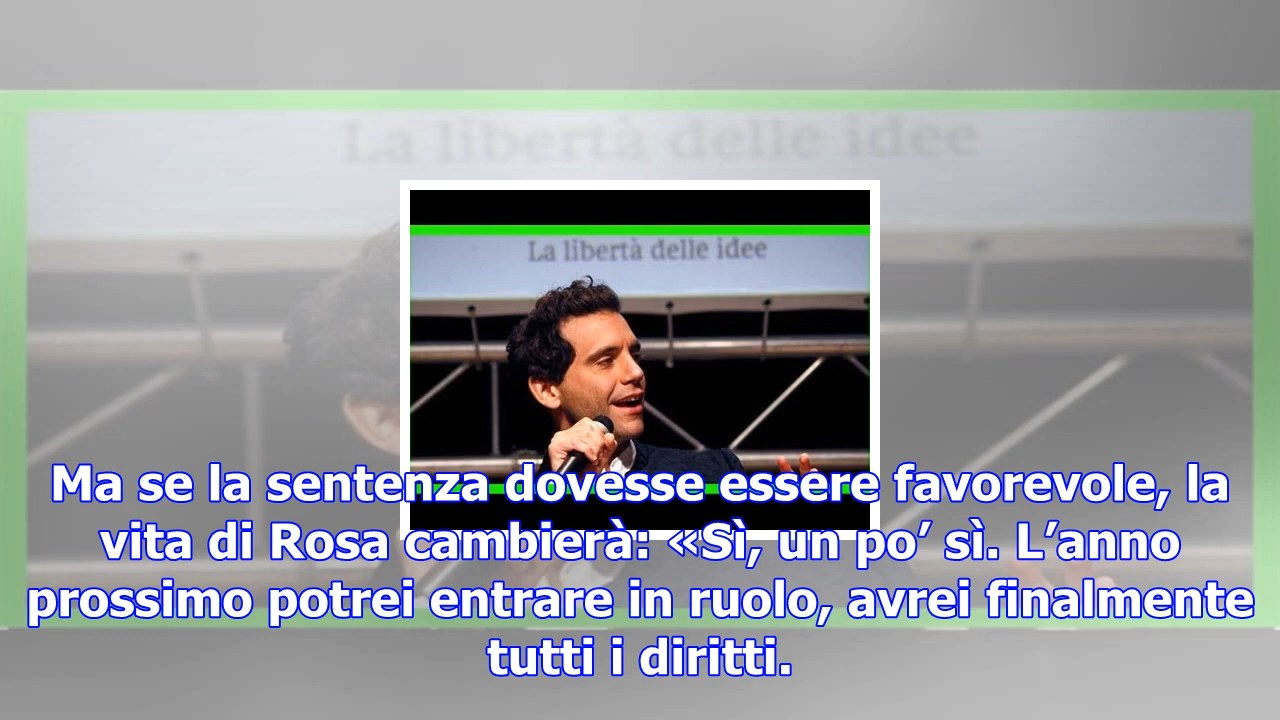 La libertà delle idee
La libertà delle idee
Ma se la sentenza dovesse essere favorevole, la
vita di Rosa cambierà: «Sì, un po’ sì. L’anno
prossimo potrei entrare in ruolo, avrei finalmente
tutti i diritti.